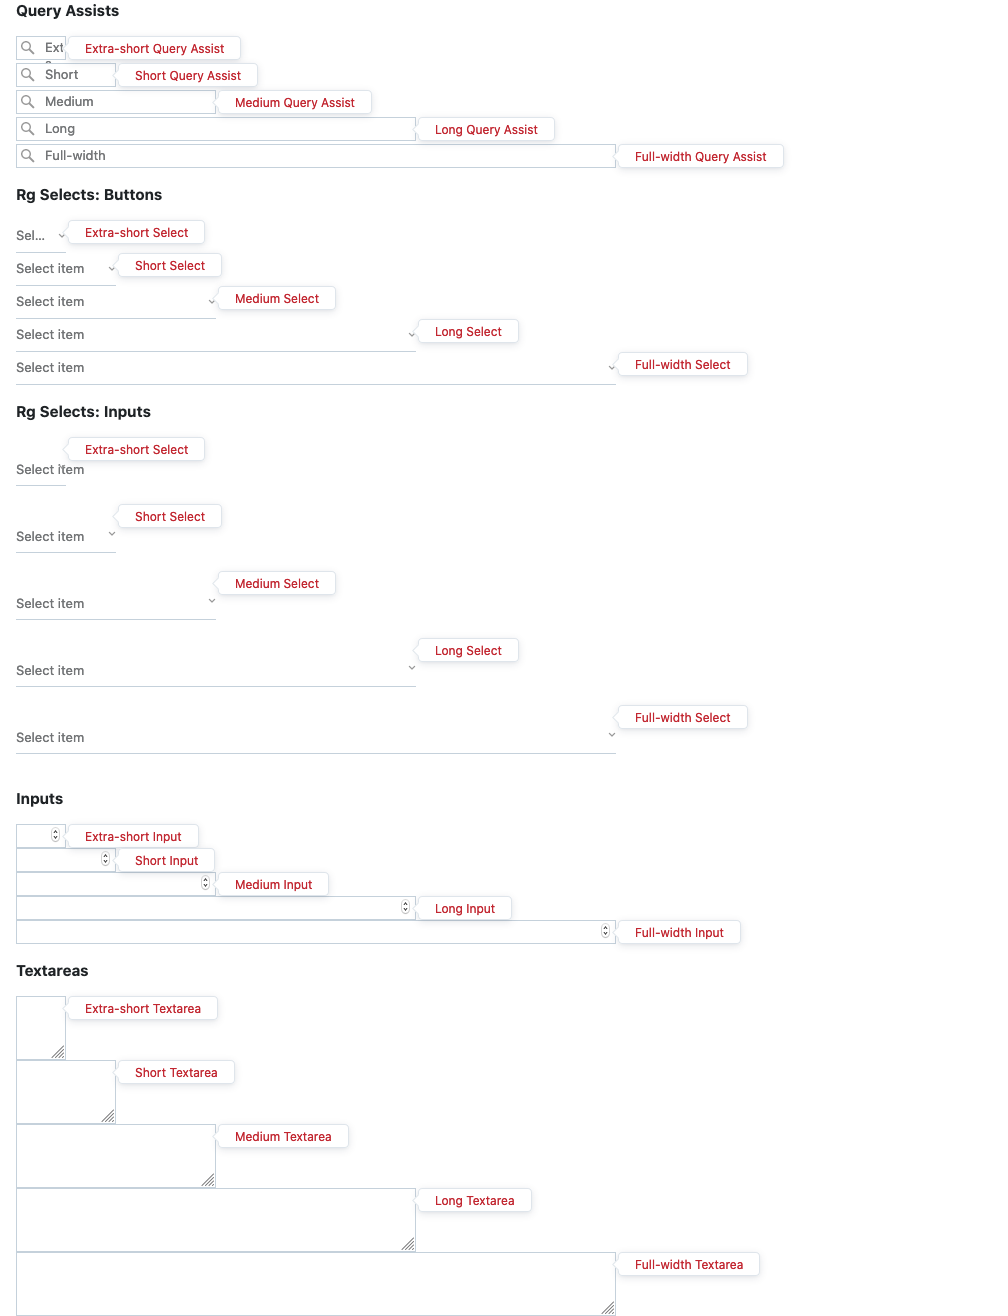 Query Assists
Ext Extra-short Query Assist
Short Short Query Assist
Medium Medium Query Assist
Long Long Query Assist
Full-width Full-width Query Assist
Rg Selects: Buttons
Sel... Extra-short Select
Select item Short Select
Select item Medium Select
Select item Long Select
Select item Full-width Select
Rg Selects: Inputs
Extra-short Select
Select item
Short Select
Select item
Medium Select
Select item
Long Select
Select item
Full-width Select
Select item
Inputs
Extra-short Input
Short Input
Medium Input
Long Input
Full-width Input
Textareas
Extra-short Textarea
Short Textarea
Medium Textarea
Long Textarea
Full-width Textarea